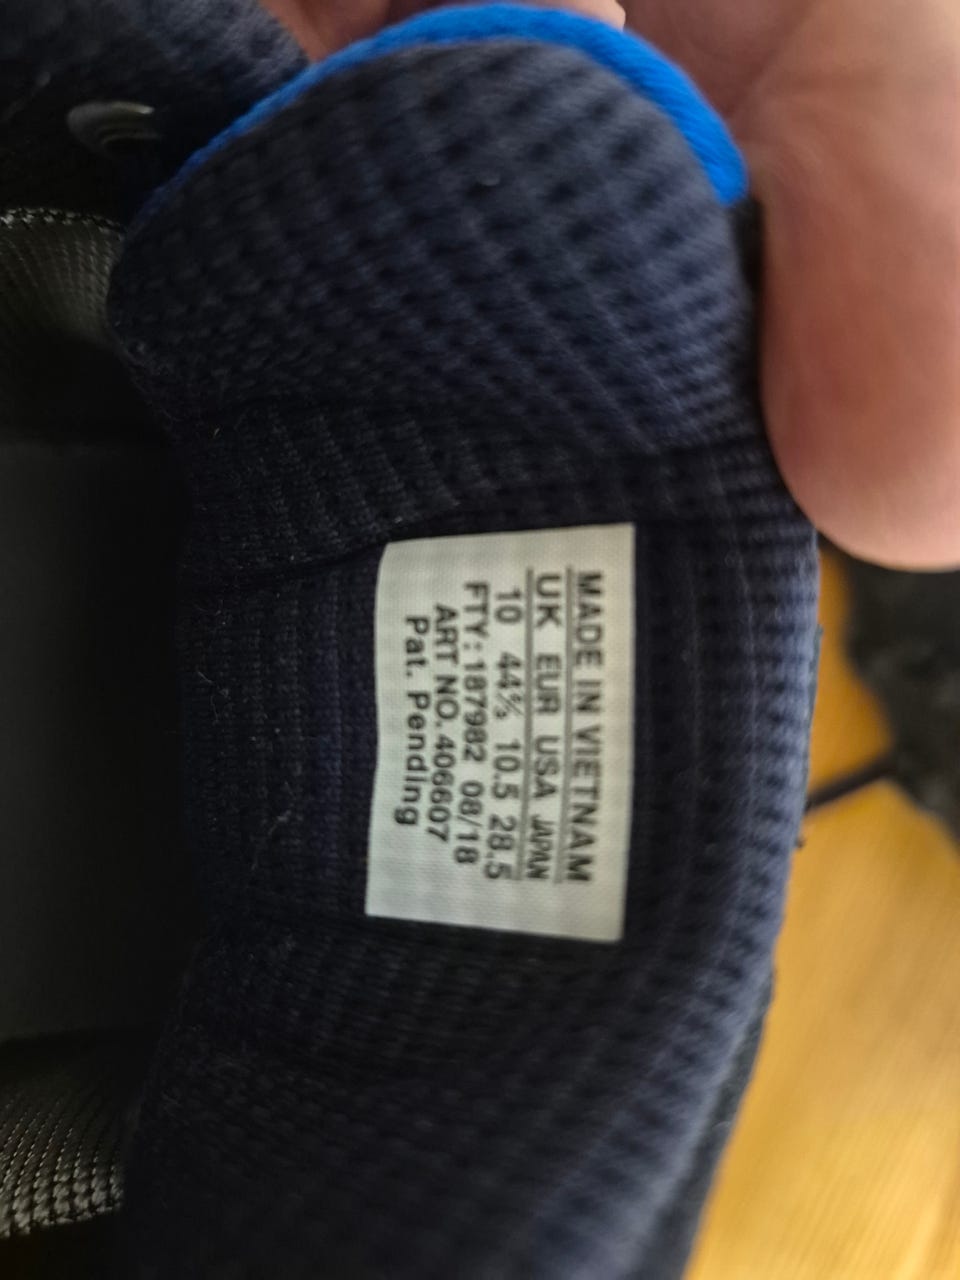 MADE IN VIETNAM
UK EUR USA JAPAN
10 44⅔ 10.5 28.5
FTY:187982 08/18
ART NO. 406607
Pat. Pending